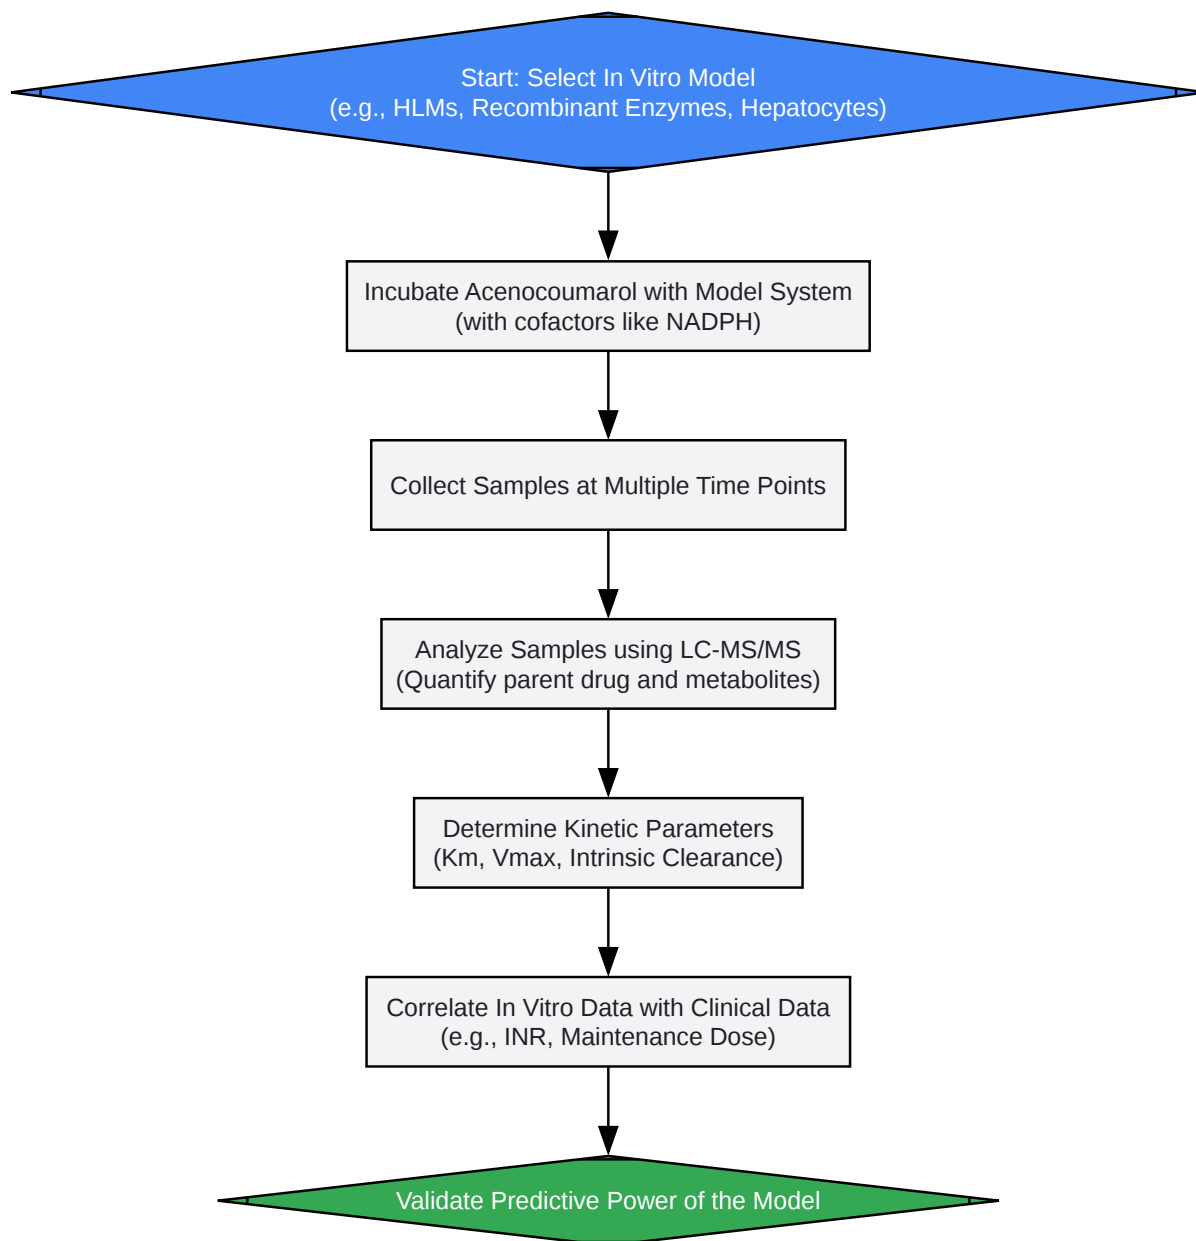 Start: Select In Vitro Model
(e.g., HLMs, Recombinant Enzymes, Hepatocytes)
Incubate Acenocoumarol with Model System
(with cofactors like NADPH)
Collect Samples at Multiple Time Points
Analyze Samples using LC-MS/MS
(Quantify parent drug and metabolites)
Determine Kinetic Parameters
(Km, Vmax, Intrinsic Clearance)
Correlate In Vitro Data with Clinical Data
(e.g., INR, Maintenance Dose)
Validate Predictive Power of the Model